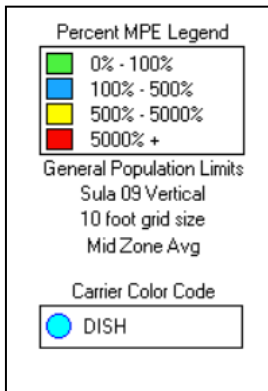 Percent MPE Legend
0% - 100%
100% - 500%
500% - 5000%
5000% +
General Population Limits
Sula 09 Vertical
10 foot grid size
Mid Zone Avg
Carrier Color Code
DISH